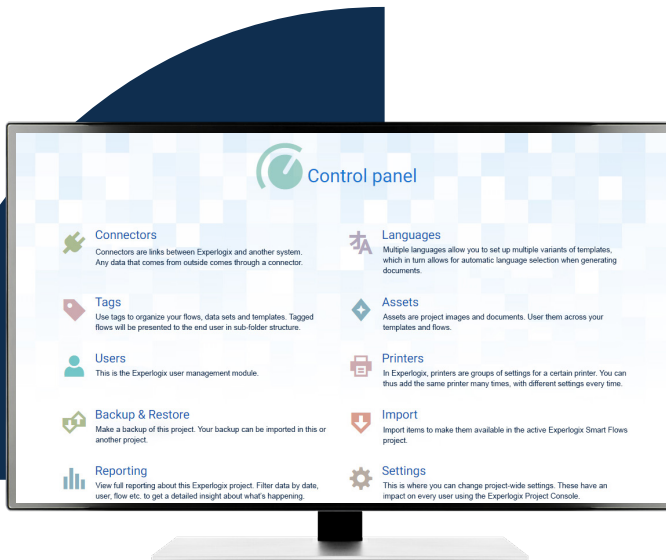 Control panel
Connectors
Connectors are links between Experlogix and another system.
Any data that comes from outside comes through a connector.
Tags
Use tags to organize your flows, data sets and templates. Tagged
flows will be presented to the end user in sub-folder structure.
Users
This is the Experlogix user management module.
Backup & Restore
Make a backup of this project. Your backup can be imported in this or
another project.
Reporting
View full reporting about this Experlogix project. Filter data by date,
user, flow etc. to get a detailed insight about what's happening.
Languages
Multiple languages allow you to set up multiple variants of templates,
which in turn allows for automatic language selection when generating
documents.
Assets
Assets are project images and documents. User them across your
templates and flows.
Printers
In Experlogix, printers are groups of settings for a certain printer. You can
thus add the same printer many times, with different settings every time.
Import
Import items to make them available in the active Experlogix Smart Flows
project.
Settings
This is where you can change project-wide settings. These have an
impact on every user using the Experlogix Project Console.